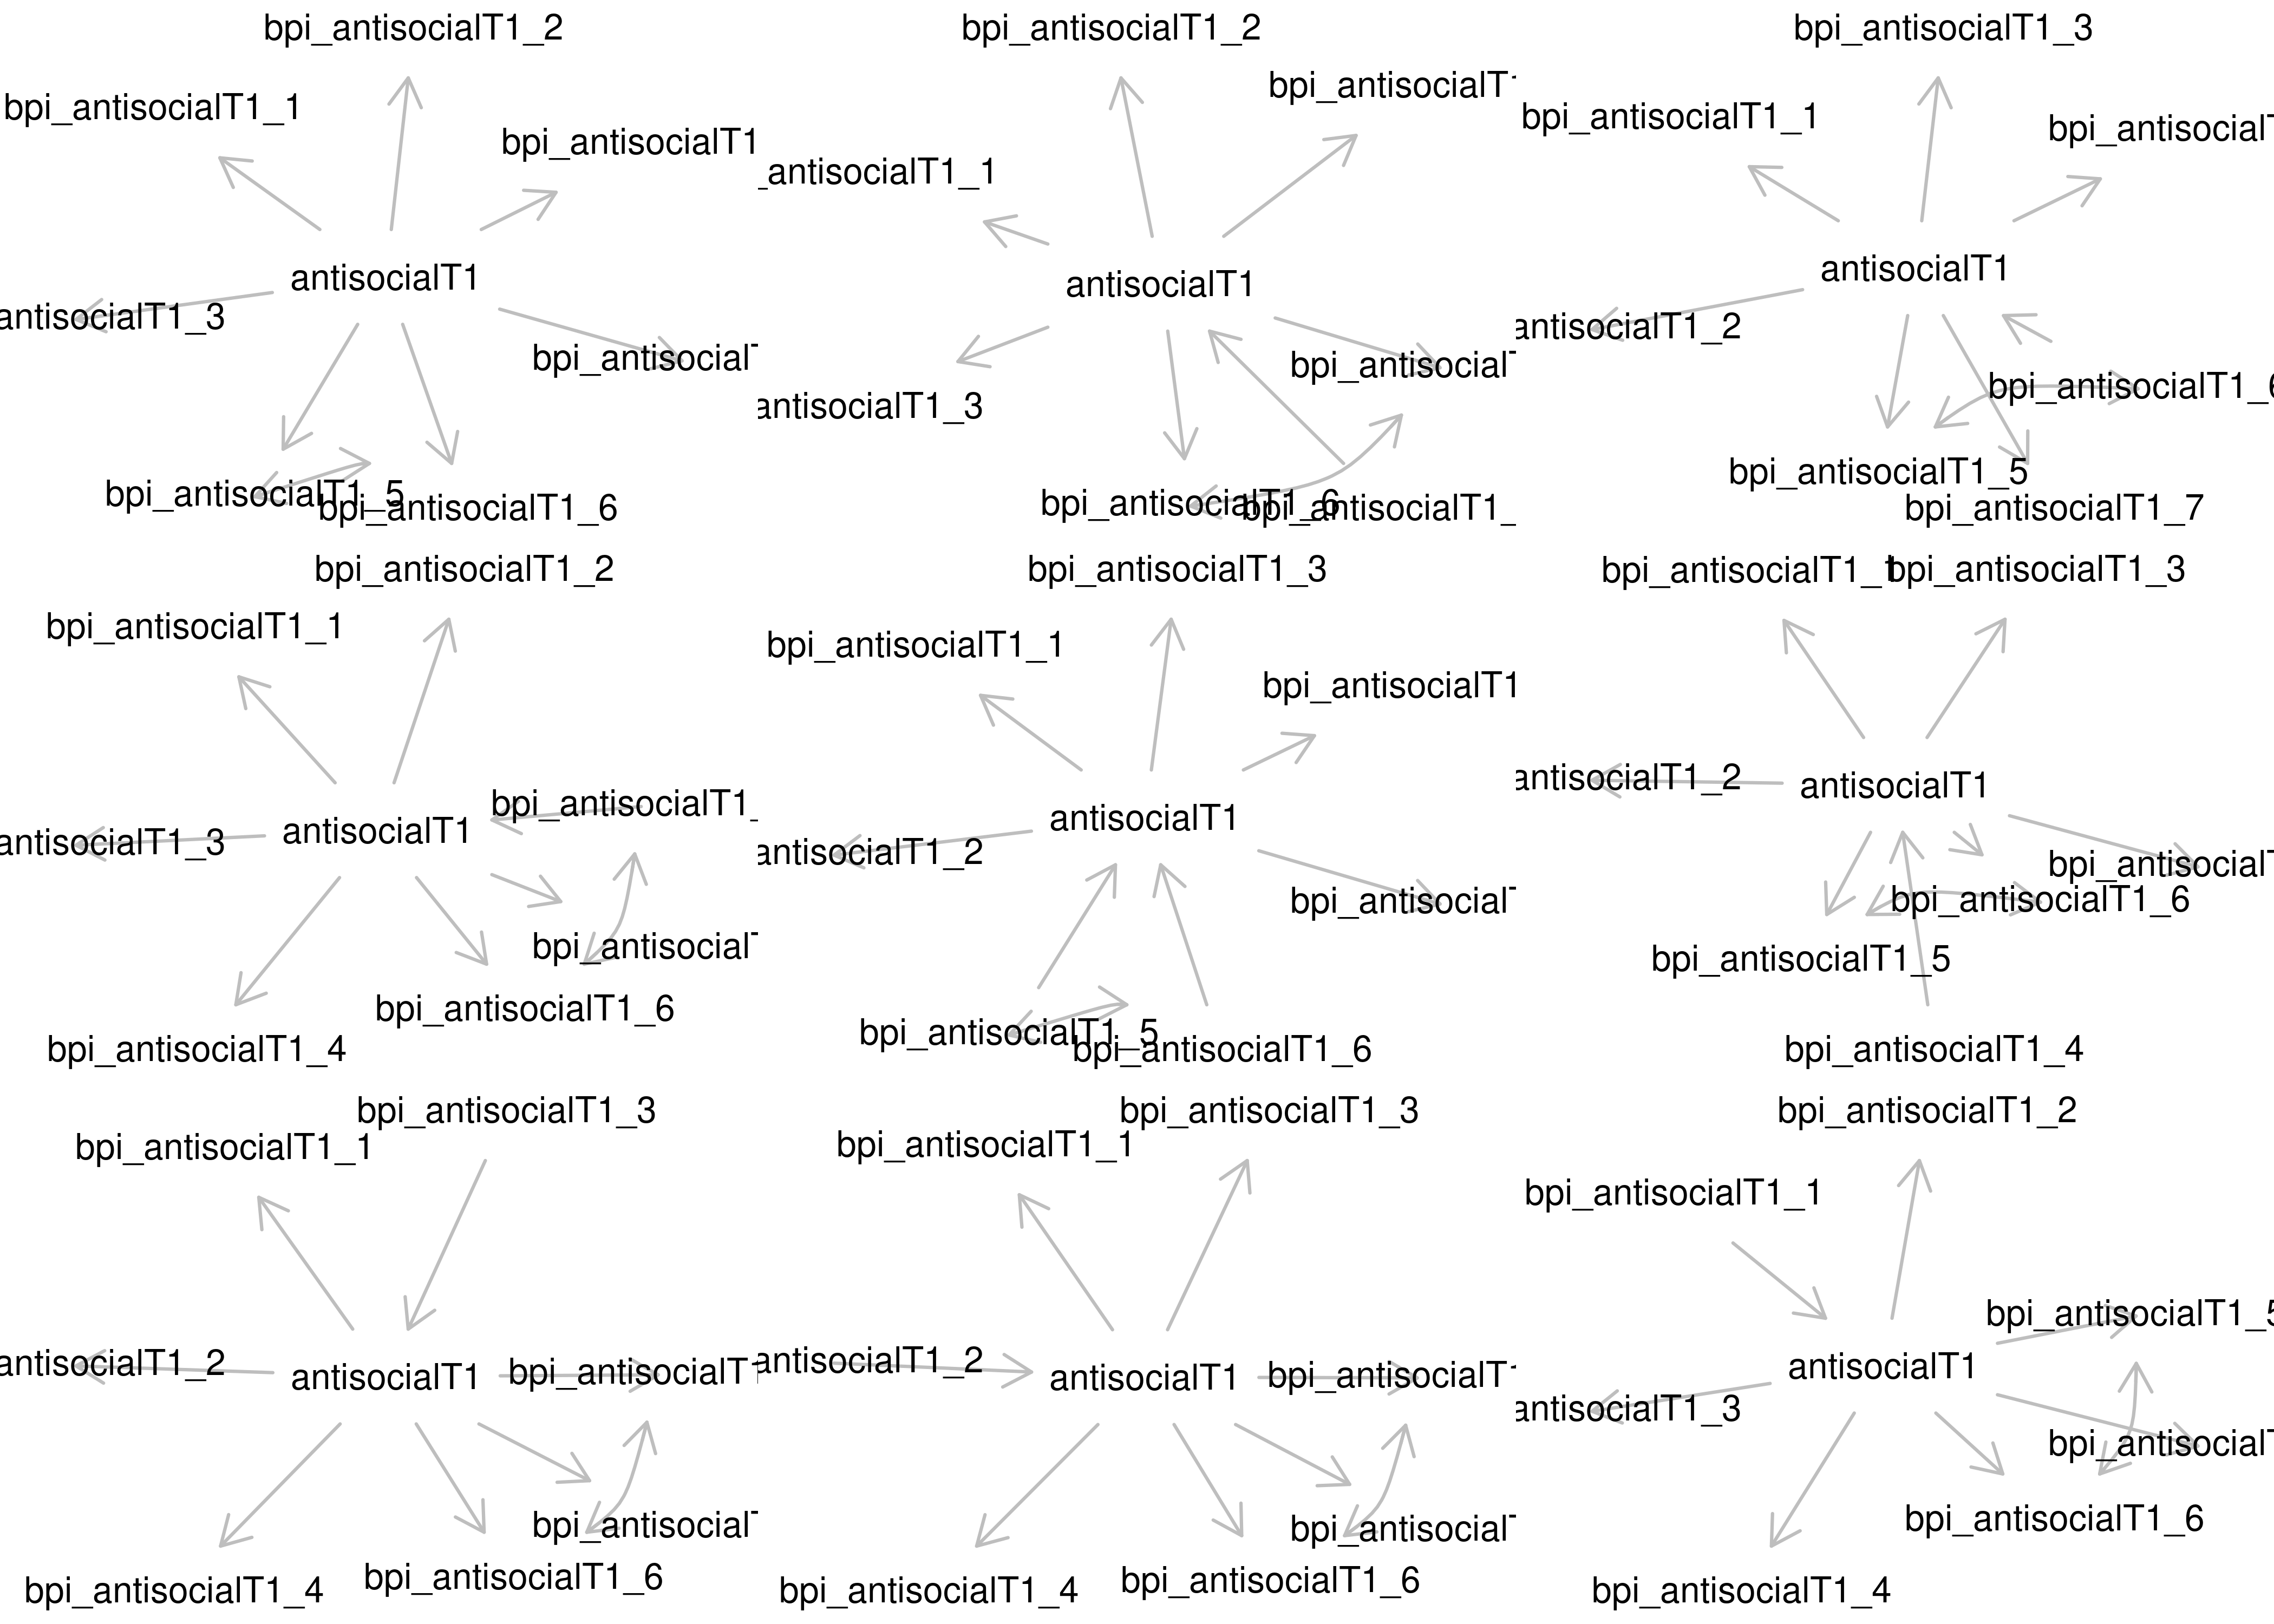 bpi_antisocialT1_2
bpi_antisocialT1_1
bpi_antisocialT1
antisocialT1
antisocialT1_3
bpi_antisocial
bpi_antisocialT1_5
bpi_antisocialT1_6
bpi_antisocialT1_2
bpi_antisocialT
_antisocialT1_1
antisocialT1
bpi_antisocial
antisocialT1_3
bpi_antisocialT1_6
bpi_antisocialT1_
bpi_antisocialT1_3
bpi_antisocialT1_1
bpi_antisocial
antisocialT1
antisocialT1_2
bpi_antisocialT1_6
bpi_antisocialT1_5
bpi_antisocialT1_7
bpi_antisocialT1_2
bpi_antisocialT1_1
bpi_antisocialT1_
antisocialT1
antisocialT1_3
bpi_antisocial
bpi_antisocialT1_6
bpi_antisocialT1_4
bpi_antisocialT1_3
bpi_antisocialT1_1
bpi_antisocialT1
antisocialT1
antisocialT1_2
bpi_antisocial
bpi_antisocialT1_5
bpi_antisocialT1_6
bpi_antisocialT1_1
bpi_antisocialT1_3
antisocialT1_2
antisocialT1
bpi_antisocial
bpi_antisocialT1_6
bpi_antisocialT1_5
bpi_antisocialT1_4
bpi_antisocialT1_3
bpi_antisocialT1_1
antisocialT1_2
antisocialT1
bpi_antisocialT
bpi_antisocial
bpi_antisocialT1_6
bpi_antisocialT1_4
bpi_antisocialT1_3
bpi_antisocialT1_1
antisocialT1_2
antisocialT1
bpi_antisocialT
bpi_antisocial
bpi_antisocialT1_6
bpi_antisocialT1_4
bpi_antisocialT1_2
bpi_antisocialT1_1
bpi_antisocialT1_5
antisocialT1
antisocialT1_3
bpi_antisocial
bpi_antisocialT1_6
bpi_antisocialT1_4